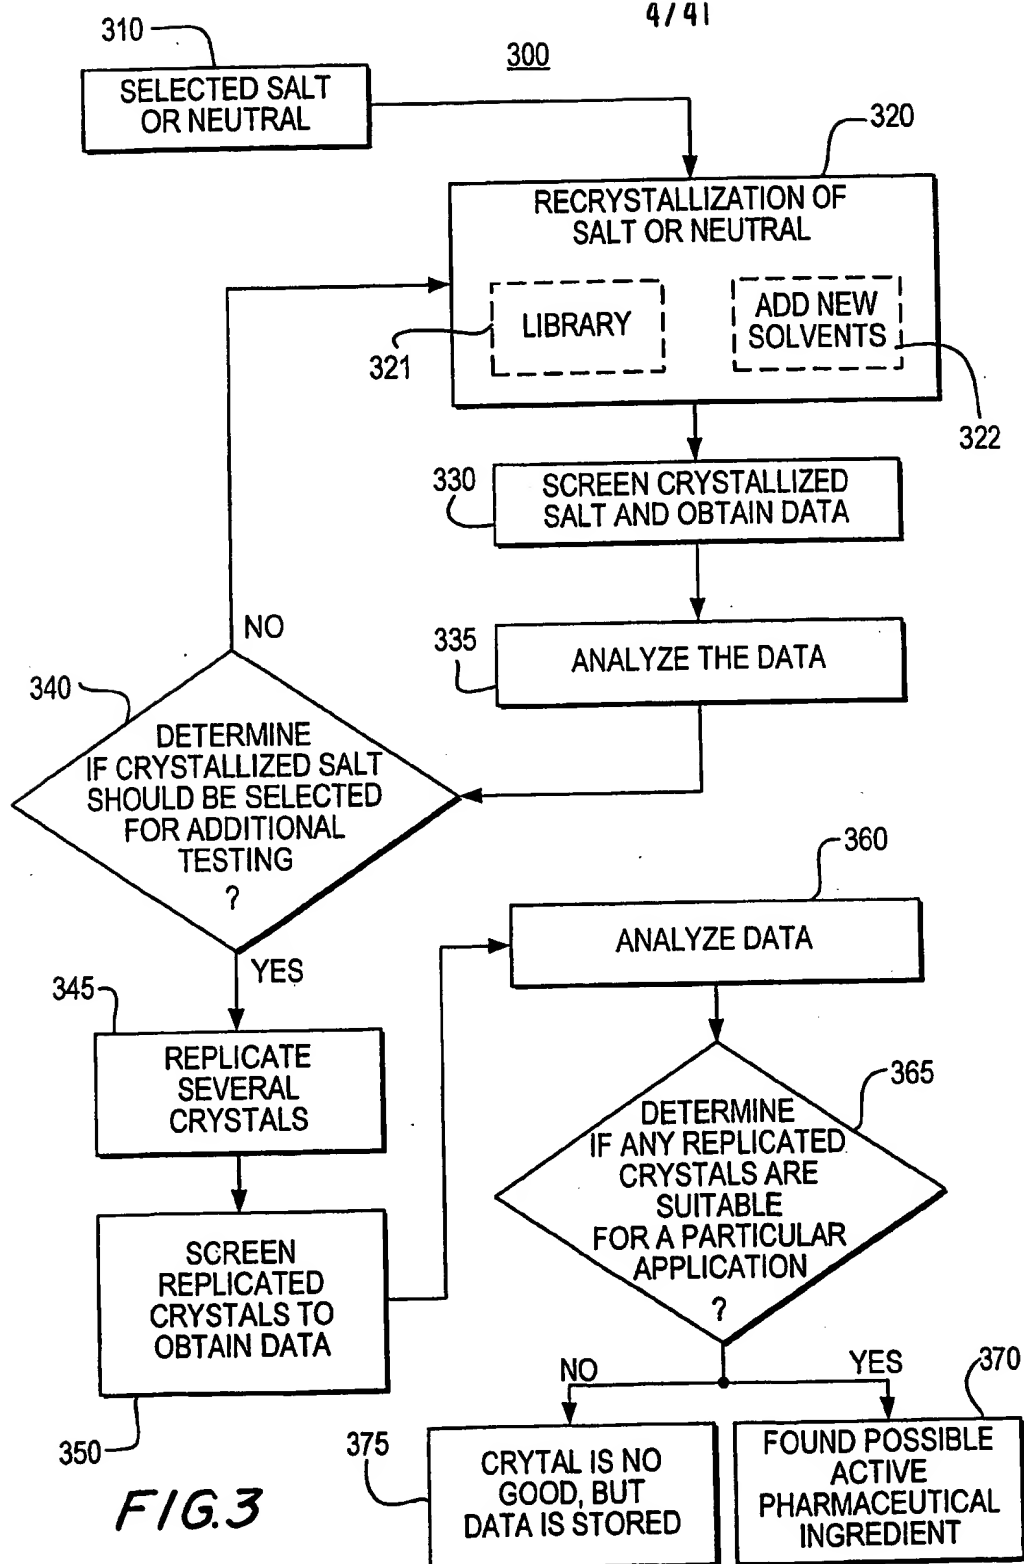 4/41
300
310
SELECTED SALT
OR NEUTRAL
320
RECRYSTALLIZATION OF
SALT OR NEUTRAL
LIBRARY
321
ADD NEW
SOLVENTS
322
330
SCREEN CRYSTALLIZED
SALT AND OBTAIN DATA
335
ANALYZE THE DATA
NO
340
DETERMINE
IF CRYSTALLIZED SALT
SHOULD BE SELECTED
FOR ADDITIONAL
TESTING
?
YES
345
REPLICATE
SEVERAL
CRYSTALS
SCREEN
REPLICATED
CRYSTALS TO
OBTAIN DATA
350
360
ANALYZE DATA
365
DETERMINE
IF ANY REPLICATED
CRYSTALS ARE
SUITABLE
FOR A PARTICULAR
APPLICATION
?
NO
YES
375
CRYTAL IS NO
GOOD, BUT
DATA IS STORED
370
FOUND POSSIBLE
ACTIVE
PHARMACEUTICAL
INGREDIENT
FIG.3